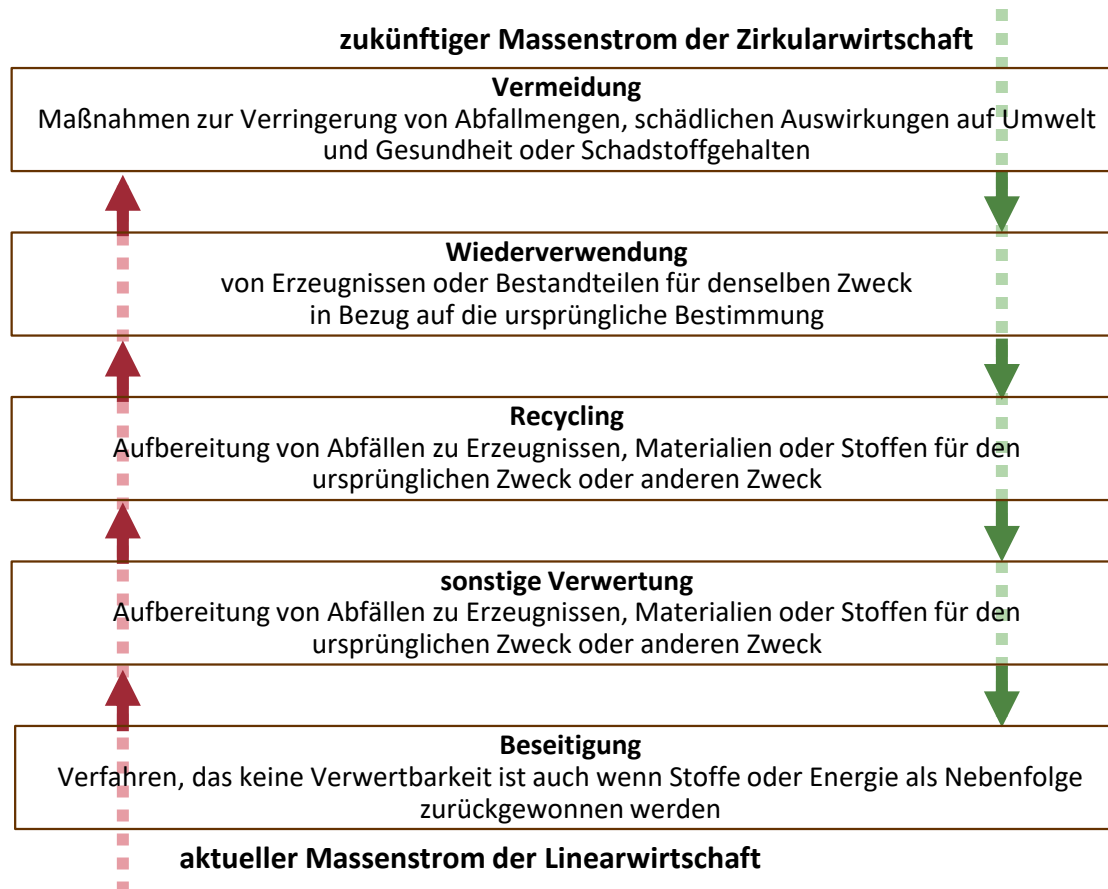 zukünftiger Massenstrom der Zirkularwirtschaft
Vermeidung
Maßnahmen zur Verringerung von Abfallmengen, schädlichen Auswirkungen auf Umwelt
und Gesundheit oder Schadstoffgehalten
Wiederverwendung
von Erzeugnissen oder Bestandteilen für denselben Zweck
in Bezug auf die ursprüngliche Bestimmung
Recycling
Aufbereitung von Abfällen zu Erzeugnissen, Materialien oder Stoffen für den
ursprünglichen Zweck oder anderen Zweck
sonstige Verwertung
Aufbereitung von Abfällen zu Erzeugnissen, Materialien oder Stoffen für den
ursprünglichen Zweck oder anderen Zweck
Beseitigung
Verfahren, das keine Verwertbarkeit ist auch wenn Stoffe oder Energie als Nebenfolge
zurückgewonnen werden
aktueller Massenstrom der Linearwirtschaft